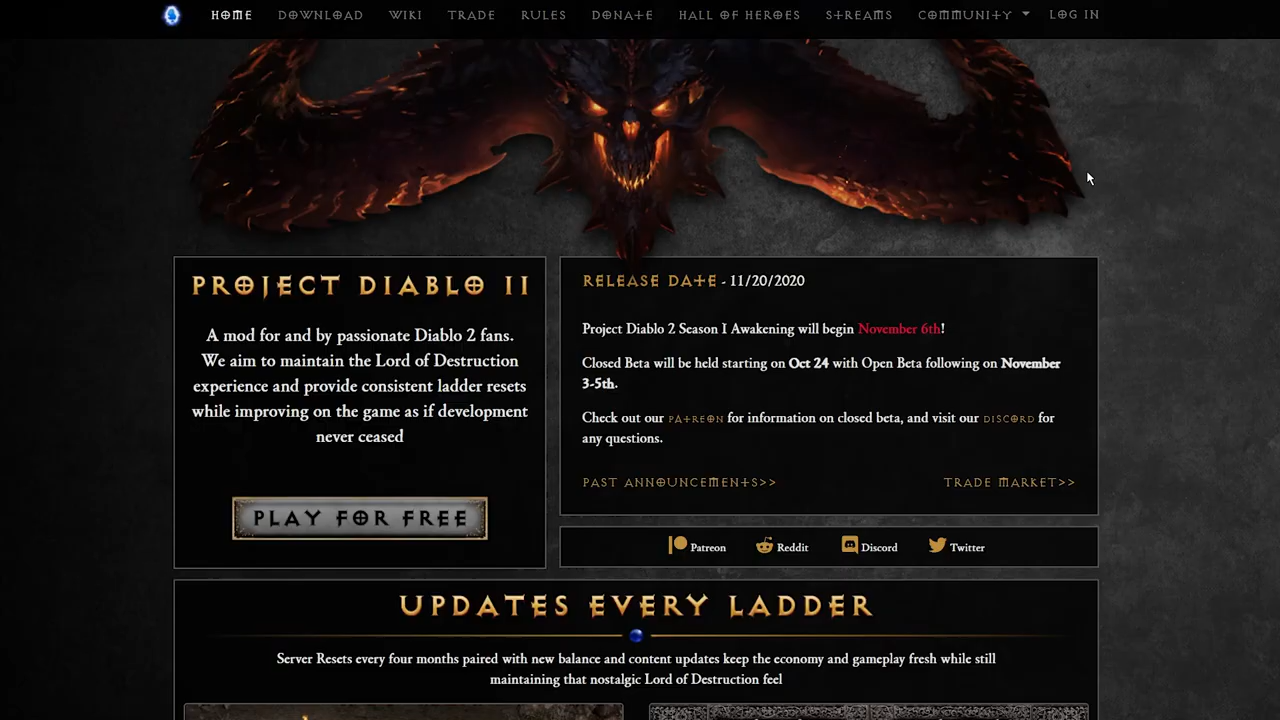 HOME DOWNLOAD WIKI TRADE RULES DONATE HALL OF HEROES STREAMS COMMUNITY LOG IN
PROJECT DIABLO II
A mod for and by passionate Diablo 2 fans.
We aim to maintain the Lord of Destruction
experience and provide consistent ladder resets
while improving on the game as if development
never ceased
PLAY FOR FREE
RELEASE DATE - 11/20/2020
Project Diablo 2 Season I Awakening will begin November 6th!
Closed Beta will be held starting on Oct 24 with Open Beta following on November
3-5th.
Check out our PATREON for information on closed beta, and visit our DISCORD for
any questions.
PAST ANNOUNCEMENTS>> TRADE MARKET>>
Patreon Reddit Discord Twitter
UPDATES EVERY LADDER
Server Resets every four months paired with new balance and content updates keep the economy and gameplay fresh while still
maintaining that nostalgic Lord of Destruction feel